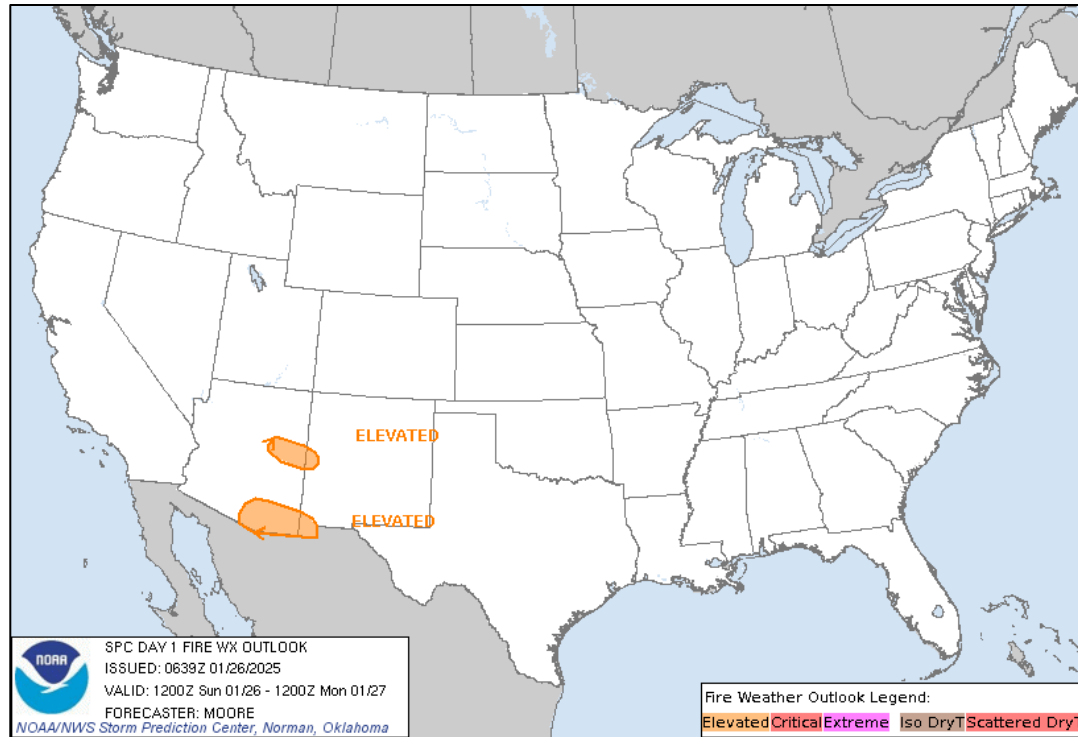 ELEVATED
ELEVATED
NOAA
SPC DAY 1 FIRE WX OUTLOOK
ISSUED: 0639Z 01/26/2025
VALID: 1200Z Sun 01/26 - 1200Z Mon 01/27
FORECASTER: MOORE
NOAA/NWS Storm Prediction Center, Norman, Oklahoma
Fire Weather Outlook Legend:
Elevated Critical Extreme Iso DryT Scattered DryT